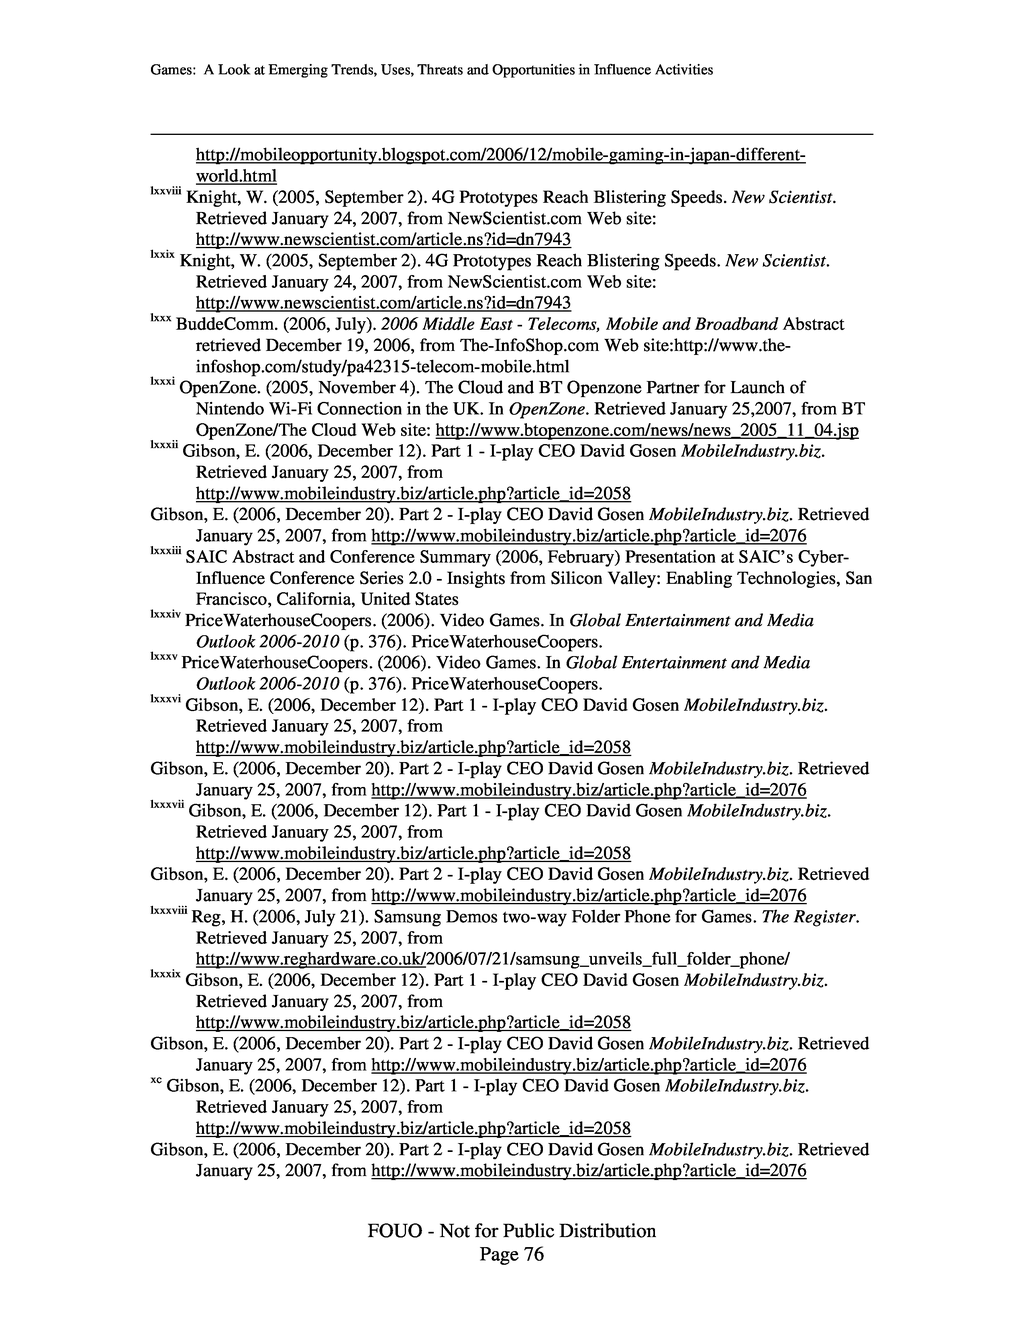 Games: A Look at Emerging Trends, Uses, Threats and Opportunities in Influence Activities
http://mobileopportunity.blogspot.com/2006/12/mobile-gaming-in-japan-different-
world.html
lxxviii Knight, W. (2005, September 2). 4G Prototypes Reach Blistering Speeds. New Scientist.
Retrieved January 24, 2007, from NewScientist.com Web site:
http://www.newscientist.com/article.ns?id=dn7943
lxxix Knight, W. (2005, September 2). 4G Prototypes Reach Blistering Speeds. New Scientist.
Retrieved January 24, 2007, from NewScientist.com Web site:
http://www.newscientist.com/article.ns?id=dn7943
lxxx BuddeComm. (2006, July). 2006 Middle East - Telecoms, Mobile and Broadband Abstract
retrieved December 19, 2006, from The-InfoShop.com Web site:http://www.the-
infoshop.com/study/pa42315-telecom-mobile.html
lxxxi OpenZone. (2005, November 4). The Cloud and BT Openzone Partner for Launch of
Nintendo Wi-Fi Connection in the UK. In OpenZone. Retrieved January 25,2007, from BT
OpenZone/The Cloud Web site: http://www.btopenzone.com/news/news_2005_11_04.jsp
lxxxii Gibson, E. (2006, December 12). Part 1 - I-play CEO David Gosen MobileIndustry.biz.
Retrieved January 25, 2007, from
http://www.mobileindustry.biz/article.php?article_id=2058
Gibson, E. (2006, December 20). Part 2 - I-play CEO David Gosen MobileIndustry.biz. Retrieved
January 25, 2007, from http://www.mobileindustry.biz/article.php?article_id=2076
lxxxiii SAIC Abstract and Conference Summary (2006, February) Presentation at SAIC's Cyber-
Influence Conference Series 2.0 - Insights from Silicon Valley: Enabling Technologies, San
Francisco, California, United States
lxxxiv PriceWaterhouseCoopers. (2006). Video Games. In Global Entertainment and Media
Outlook 2006-2010 (p. 376). PriceWaterhouseCoopers.
lxxxv PriceWaterhouseCoopers. (2006). Video Games. In Global Entertainment and Media
Outlook 2006-2010 (p. 376). PriceWaterhouseCoopers.
lxxxvi Gibson, E. (2006, December 12). Part 1 - I-play CEO David Gosen MobileIndustry.biz.
Retrieved January 25, 2007, from
http://www.mobileindustry.biz/article.php?article_id=2058
Gibson, E. (2006, December 20). Part 2 - I-play CEO David Gosen MobileIndustry.biz. Retrieved
January 25, 2007, from http://www.mobileindustry.biz/article.php?article_id=2076
lxxxvii Gibson, E. (2006, December 12). Part 1 - I-play CEO David Gosen MobileIndustry.biz.
Retrieved January 25, 2007, from
http://www.mobileindustry.biz/article.php?article_id=2058
Gibson, E. (2006, December 20). Part 2 - I-play CEO David Gosen MobileIndustry.biz. Retrieved
January 25, 2007, from http://www.mobileindustry.biz/article.php?article_id=2076
lxxxviii Reg, H. (2006, July 21). Samsung Demos two-way Folder Phone for Games. The Register.
Retrieved January 25, 2007, from
http://www.reghardware.co.uk/2006/07/21/samsung_unveils_full_folder_phone/
lxxxix Gibson, E. (2006, December 12). Part 1 - I-play CEO David Gosen MobileIndustry.biz.
Retrieved January 25, 2007, from
http://www.mobileindustry.biz/article.php?article_id=2058
Gibson, E. (2006, December 20). Part 2 - I-play CEO David Gosen MobileIndustry.biz. Retrieved
January 25, 2007, from http://www.mobileindustry.biz/article.php?article_id=2076
xc Gibson, E. (2006, December 12). Part 1 - I-play CEO David Gosen MobileIndustry.biz.
Retrieved January 25, 2007, from
http://www.mobileindustry.biz/article.php?article_id=2058
Gibson, E. (2006, December 20). Part 2 - I-play CEO David Gosen MobileIndustry.biz. Retrieved
January 25, 2007, from http://www.mobileindustry.biz/article.php?article_id=2076
FOUO - Not for Public Distribution
Page 76